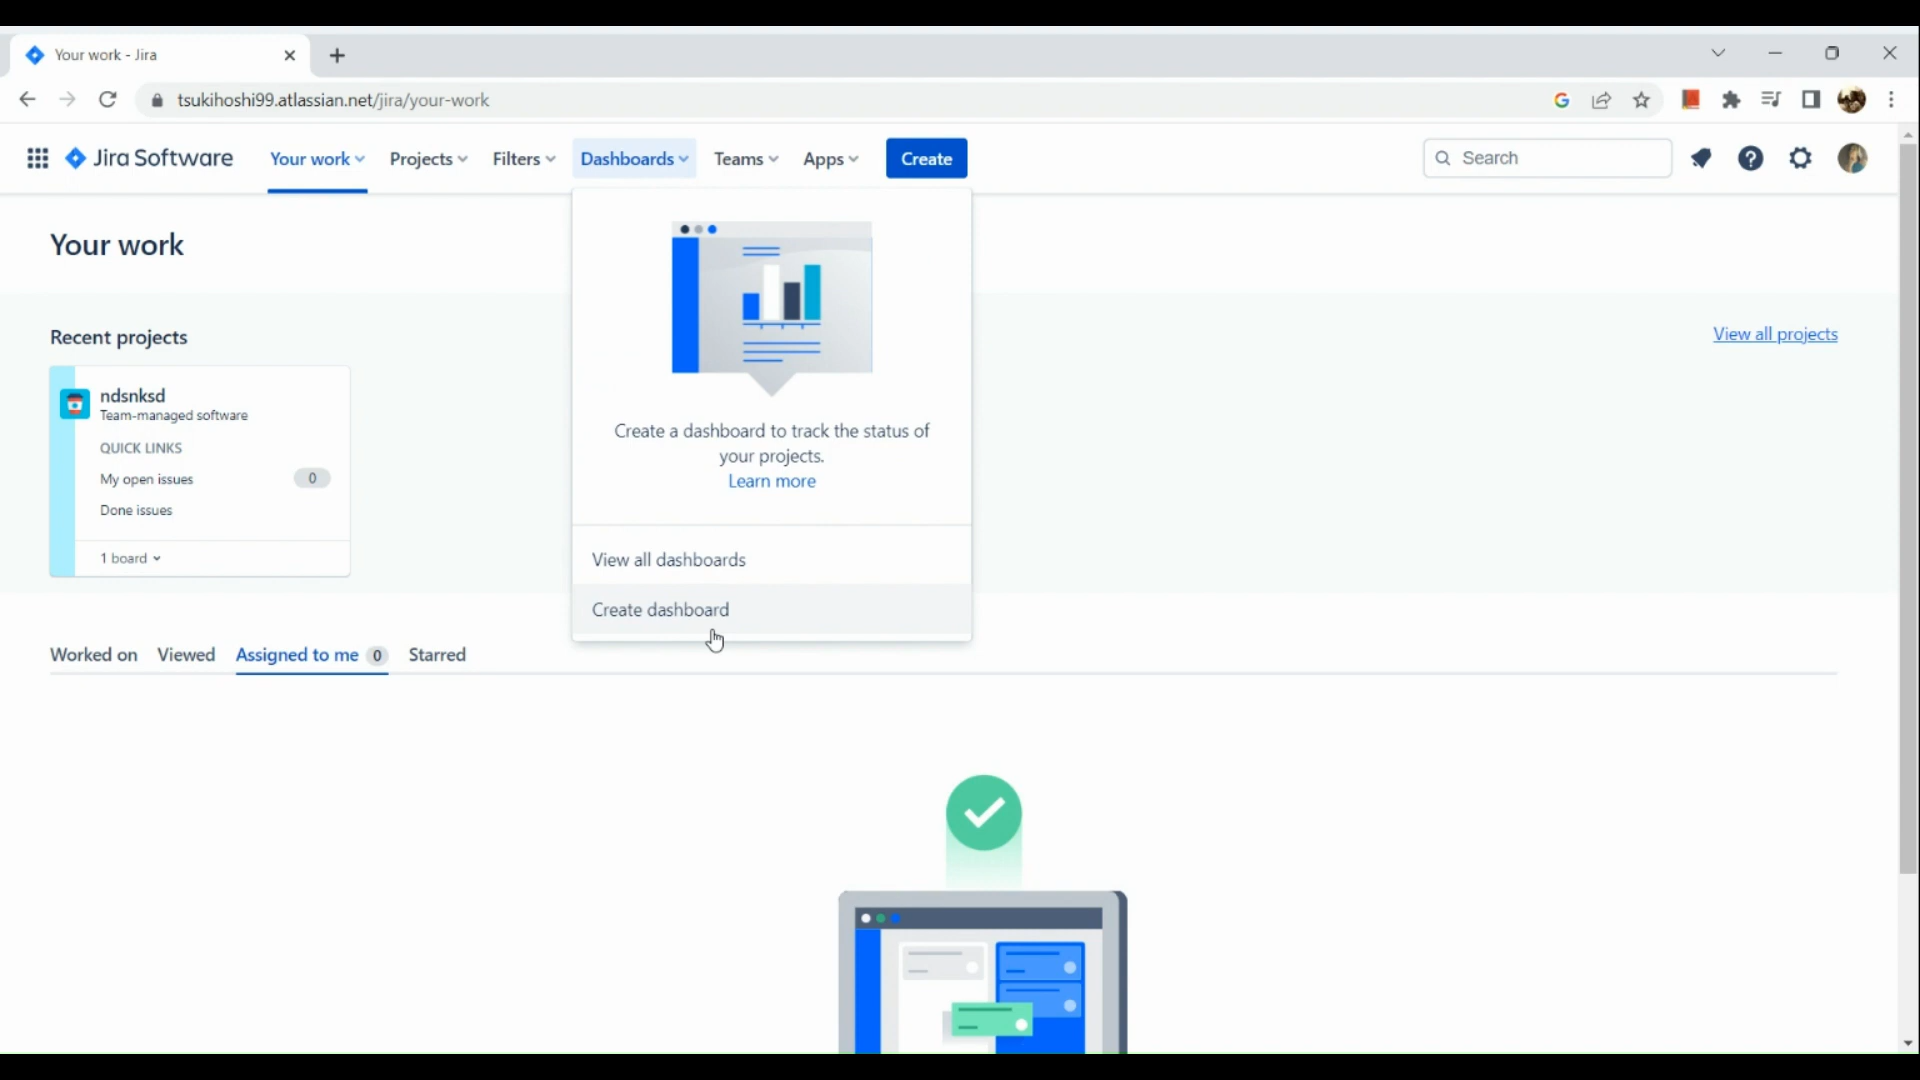 Your work - Jira
tsukihoshi99.atlassian.net/jira/your-work
Jira Software Your work Projects Filters Dashboards Teams Apps Create Search
Your work
Recent projects
View all projects
ndsnksd
Team-managed software
QUICK LINKS
My open issues 0
Done issues
1 board
Create a dashboard to track the status of
your projects.
Learn more
View all dashboards
Create dashboard
Worked on Viewed Assigned to me 0 Starred